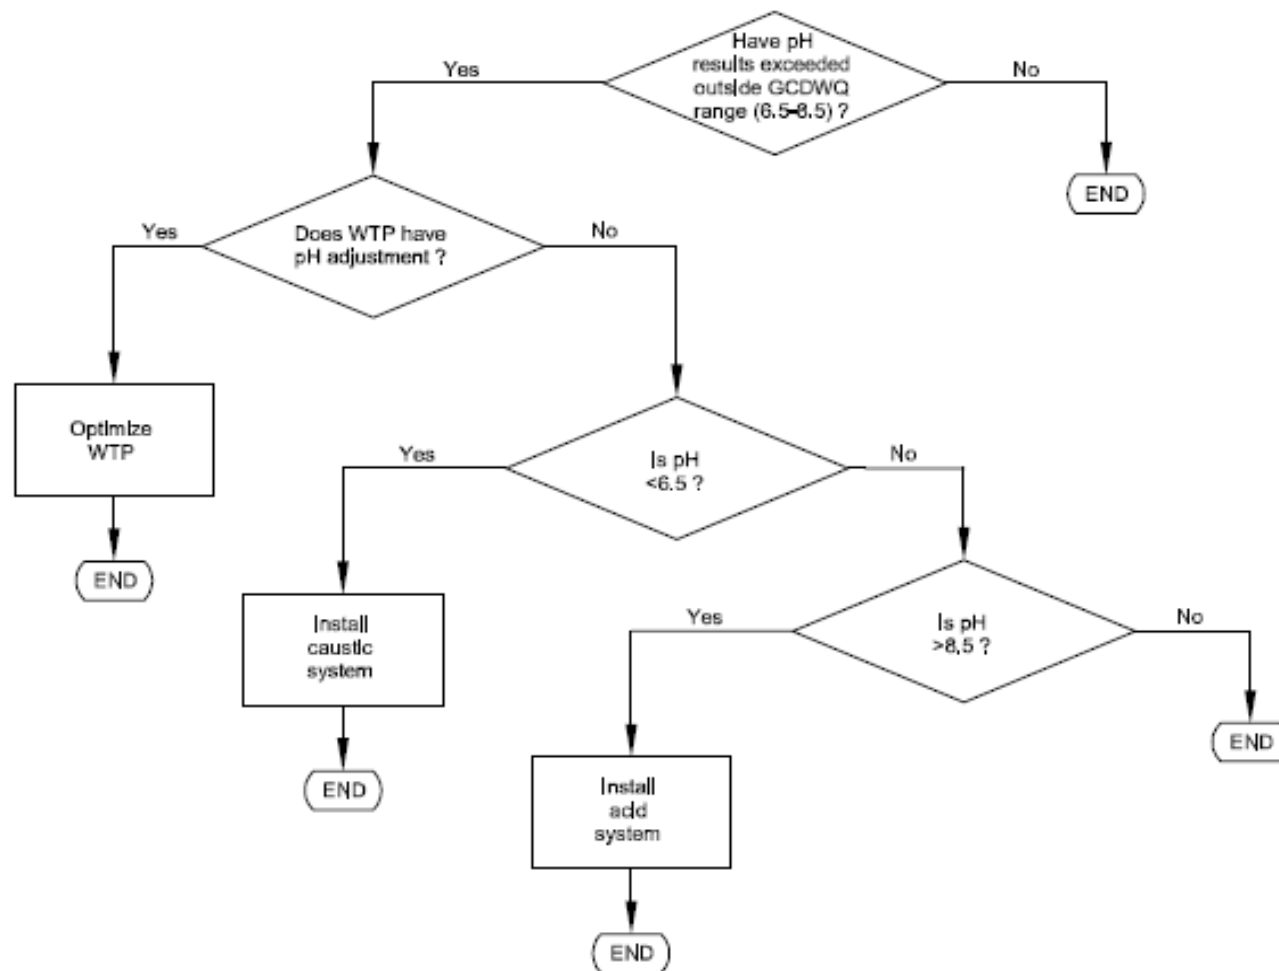 Have pH
results exceeded
outside GCDWQ
range (6.5-8.5) ?
Yes
No
END
Does WTP have
pH adjustment ?
Yes
No
Optimize
WTP
END
Is pH
<6.5 ?
Yes
No
Install
caustic
system
END
Is pH
>8.5 ?
Yes
No
END
Install
acid
system
END